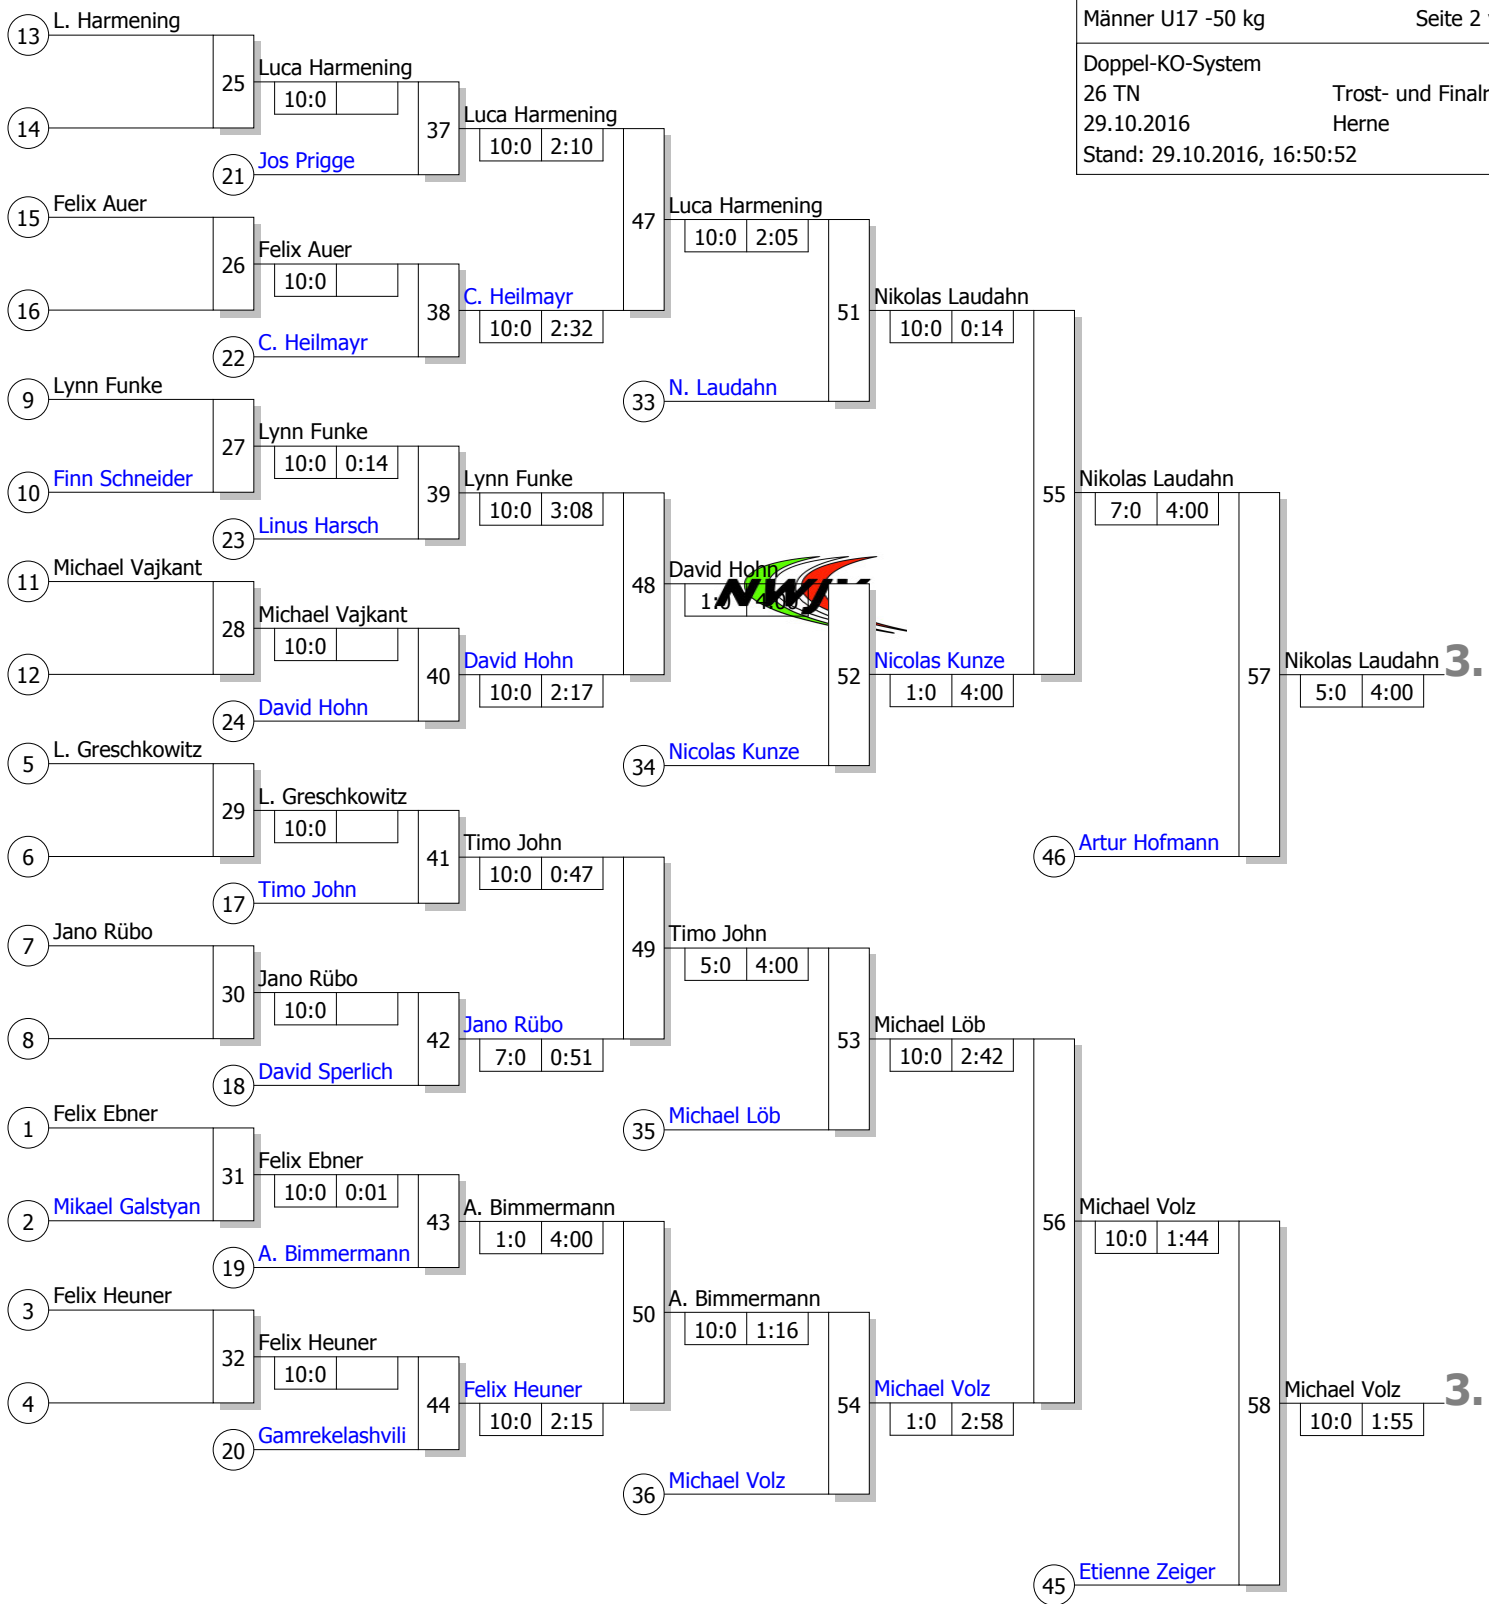 Männer U17 -50 kg Seite 2
Doppel-KO-System
26 TN Trost- und Finalr
29.10.2016 Herne
Stand: 29.10.2016, 16:50:52
13 L. Harmening
25 Luca Harmening
10:0
14
37 Luca Harmening
10:0 2:10
21 Jos Prigge
15 Felix Auer
47 Luca Harmening
10:0 2:05
26 Felix Auer
10:0
16
38 C. Heilmayr
10:0 2:32
22 C. Heilmayr
51 Nikolas Laudahn
10:0 0:14
9 Lynn Funke
33 N. Laudahn
27 Lynn Funke
10:0 0:14
10 Finn Schneider
39 Lynn Funke
10:0 3:08
23 Linus Harsch
55 Nikolas Laudahn
7:0 4:00
11 Michael Vajkant
48 David Hohn
1:0 4:00
NWJV
28 Michael Vajkant
10:0
12
40 David Hohn
10:0 2:17
24 David Hohn
52 Nicolas Kunze
1:0 4:00
57 Nikolas Laudahn 3.
5:0 4:00
5 L. Greschkowitz
34 Nicolas Kunze
29 L. Greschkowitz
10:0
6
41 Timo John
10:0 0:47
46 Artur Hofmann
17 Timo John
7 Jano Rübo
49 Timo John
5:0 4:00
30 Jano Rübo
10:0
8
42 Jano Rübo
7:0 0:51
18 David Sperlich
53 Michael Löb
10:0 2:42
1 Felix Ebner
35 Michael Löb
31 Felix Ebner
10:0 0:01
2 Mikael Galstyan
43 A. Bimmermann
1:0 4:00
19 A. Bimmermann
56 Michael Volz
10:0 1:44
3 Felix Heuner
50 A. Bimmermann
10:0 1:16
32 Felix Heuner
10:0
4
44 Felix Heuner
10:0 2:15
20 Gamrekelashvili
54 Michael Volz
1:0 2:58
58 Michael Volz 3.
10:0 1:55
36 Michael Volz
45 Etienne Zeiger